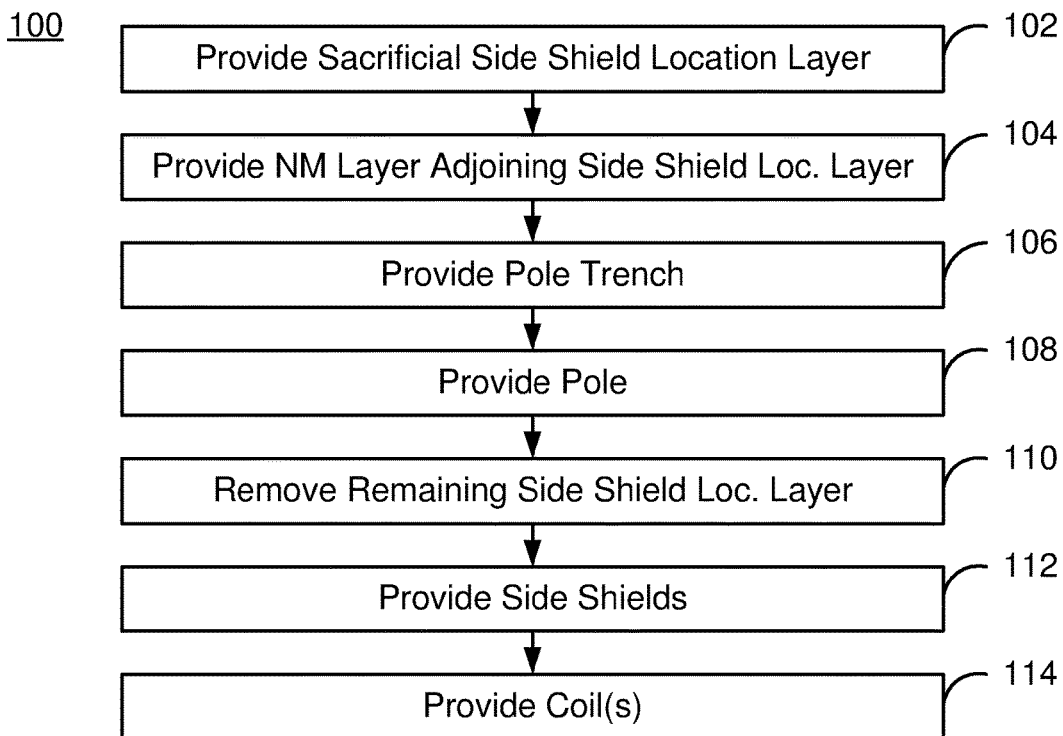 100
Provide Sacrificial Side Shield Location Layer
102
Provide NM Layer Adjoining Side Shield Loc. Layer
104
Provide Pole Trench
106
Provide Pole
108
Remove Remaining Side Shield Loc. Layer
110
Provide Side Shields
112
Provide Coil(s)
114